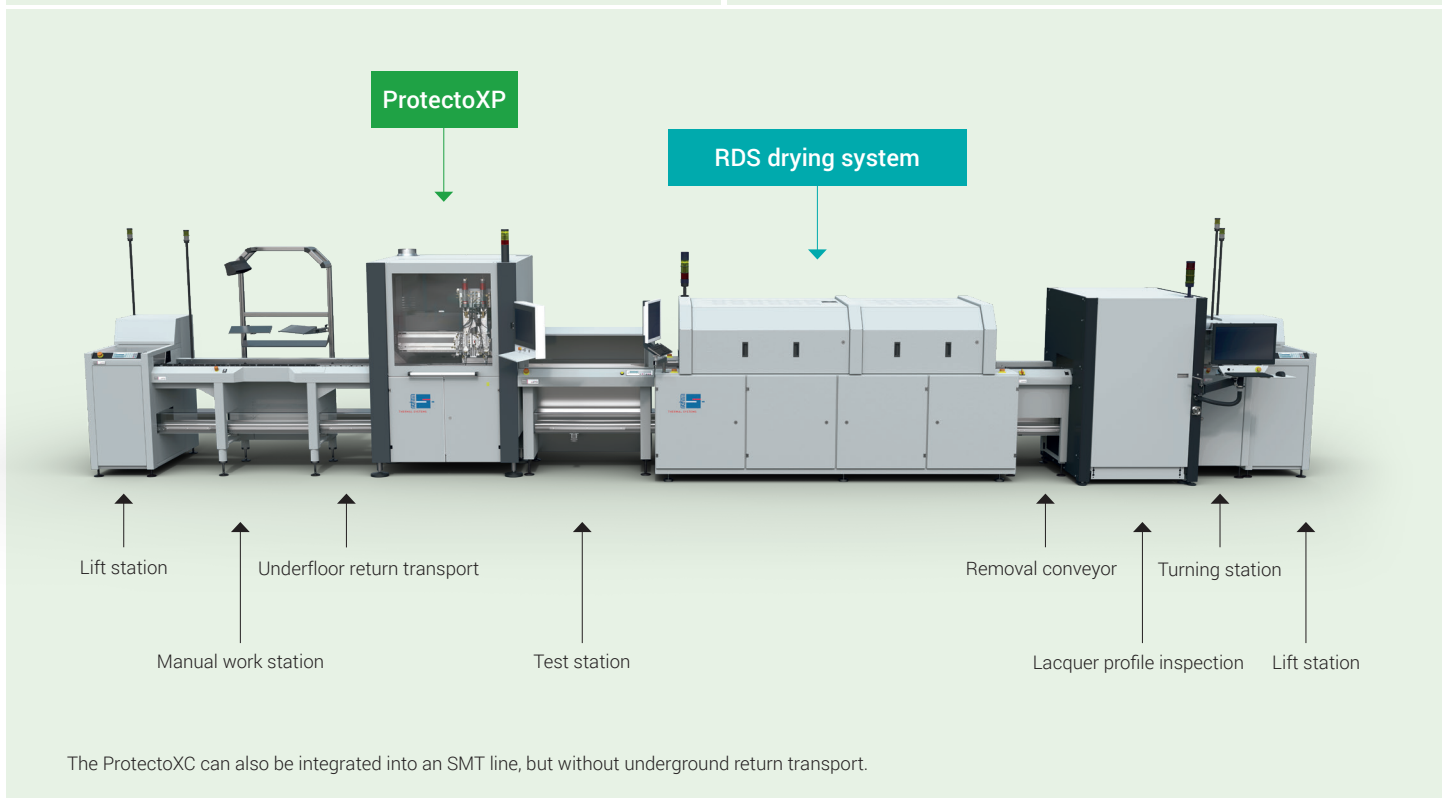 ProtectoXP
RDS drying system
THERMAL SYSTEMS
Lift station
Underfloor return transport
Removal conveyor
Turning station
Manual work station
Test station
Lacquer profile inspection
Lift station
The ProtectoXC can also be integrated into an SMT line, but without underground return transport.